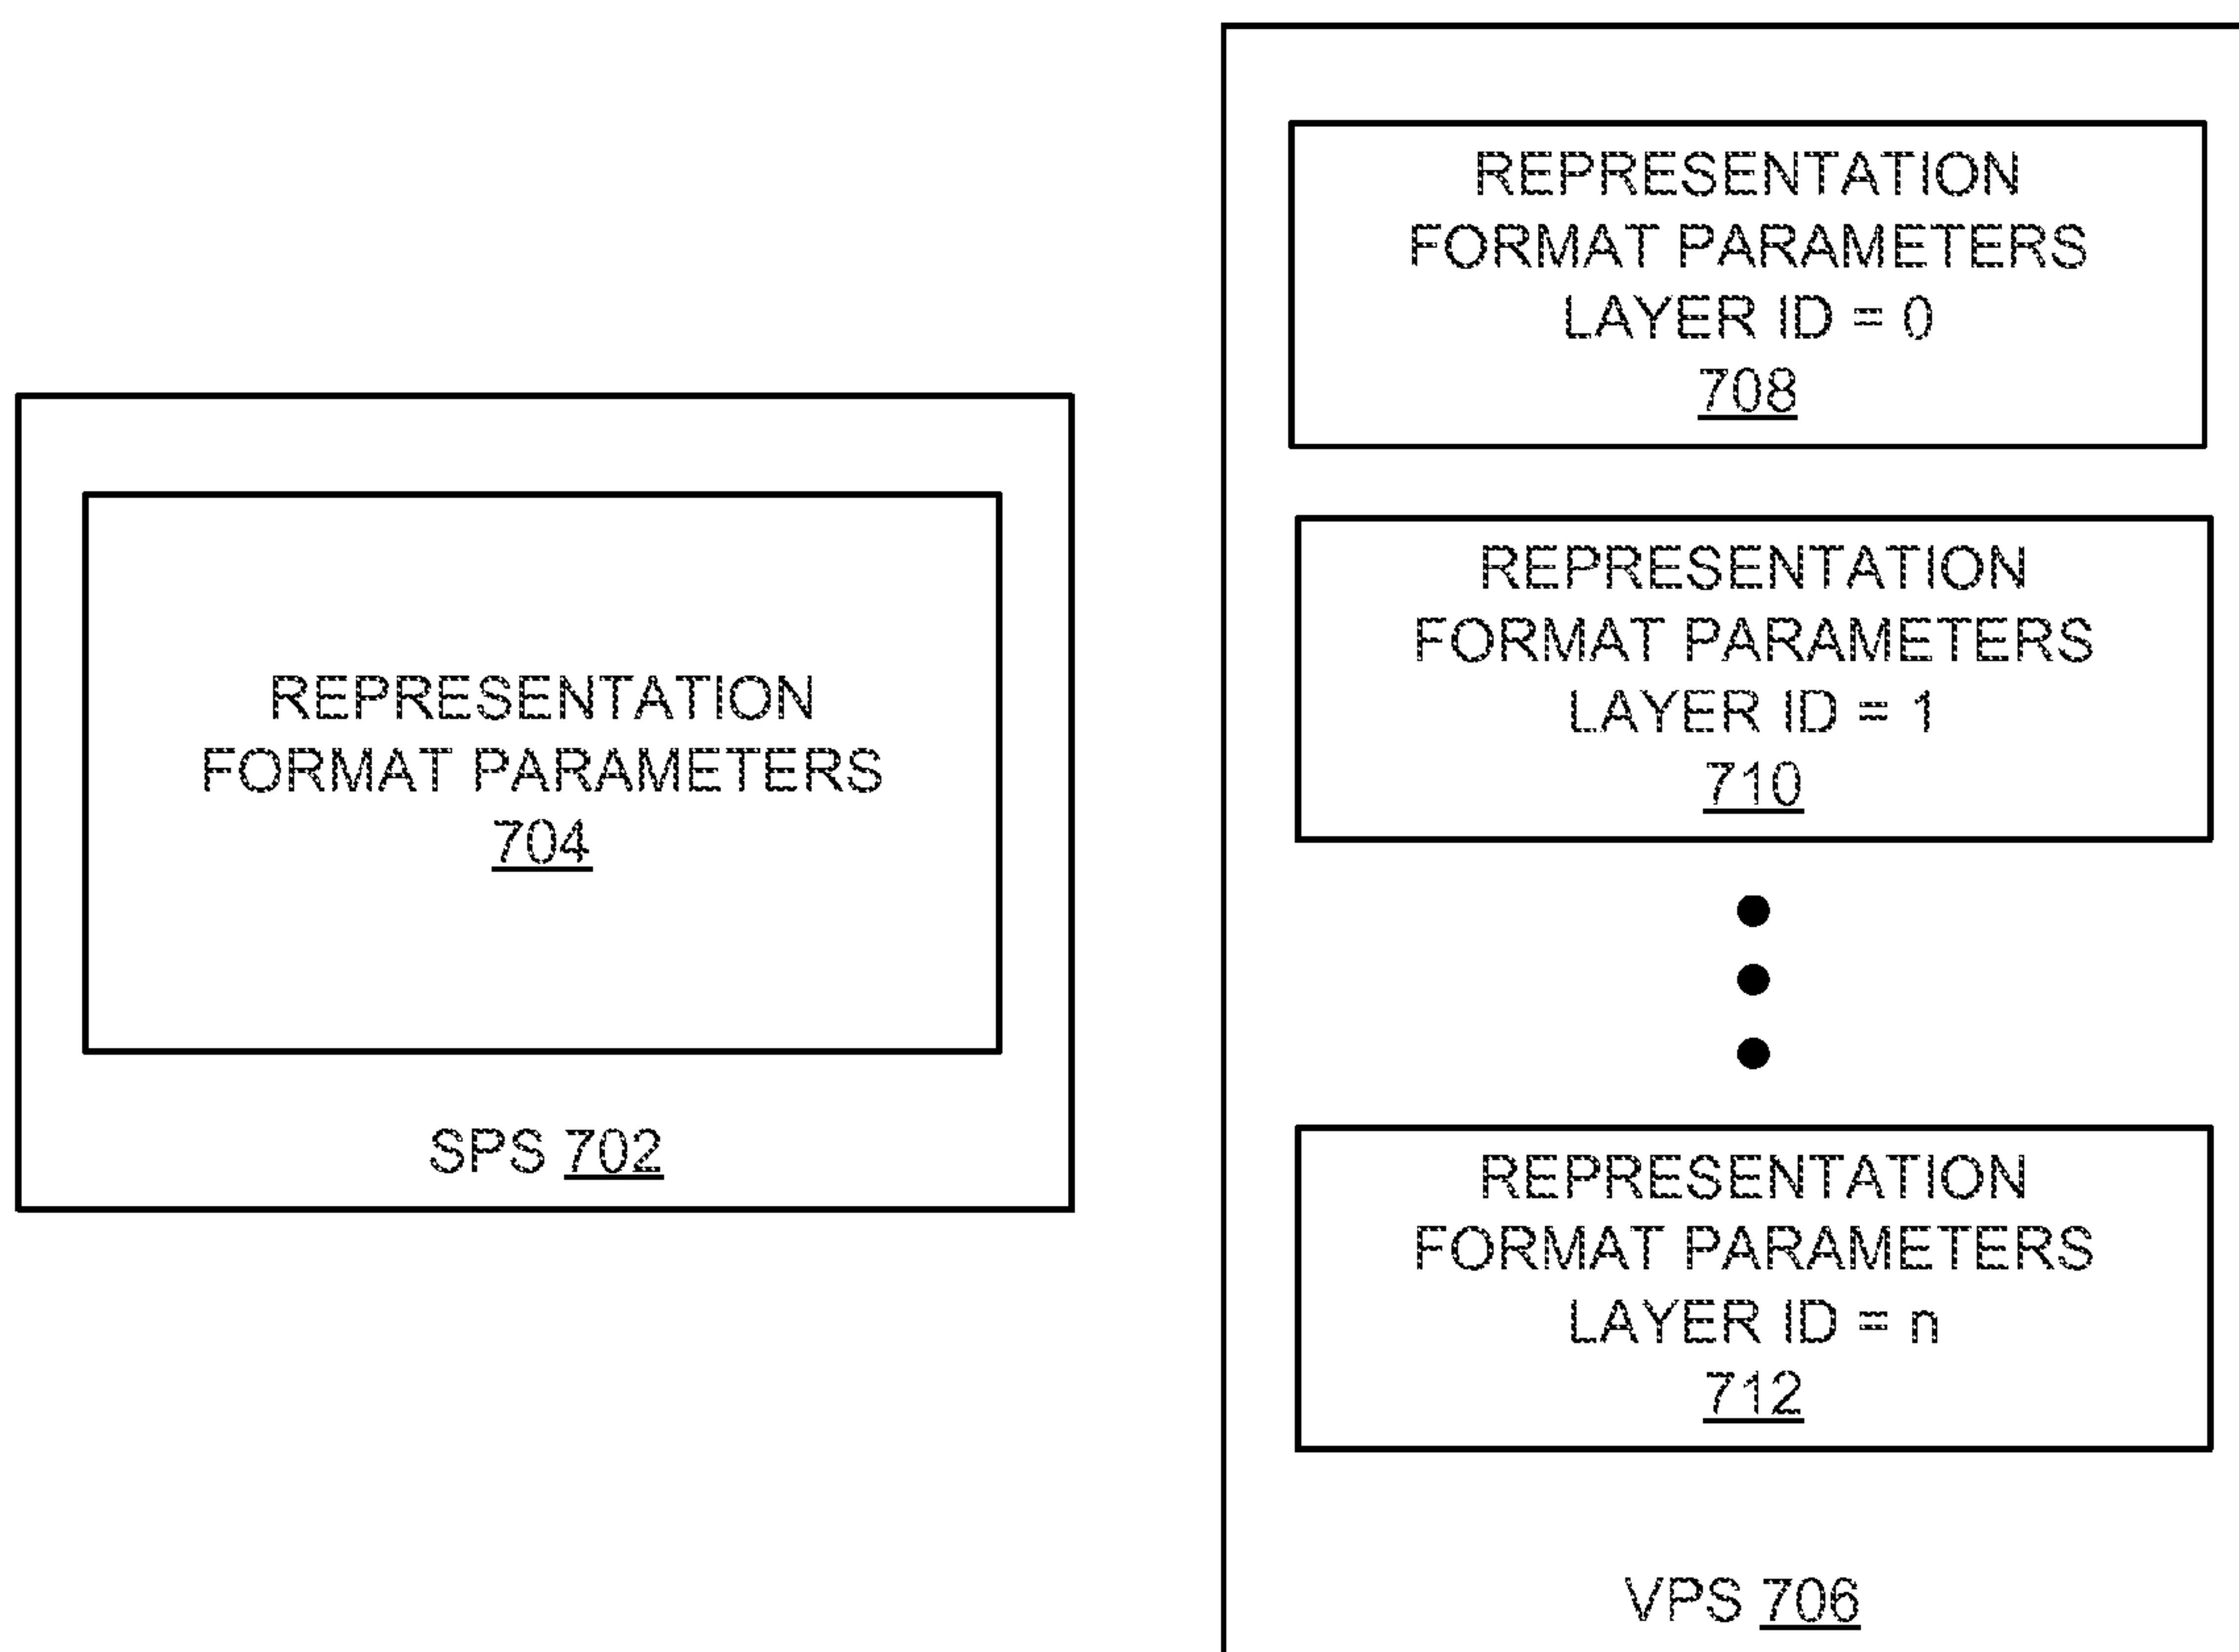 REPRESENTATION
FORMAT PARAMETERS
704
SPS 702
REPRESENTATION
FORMAT PARAMETERS
LAYER ID = 0
708
REPRESENTATION
FORMAT PARAMETERS
LAYER ID = 1
710
REPRESENTATION
FORMAT PARAMETERS
LAYER ID = n
712
VPS 706